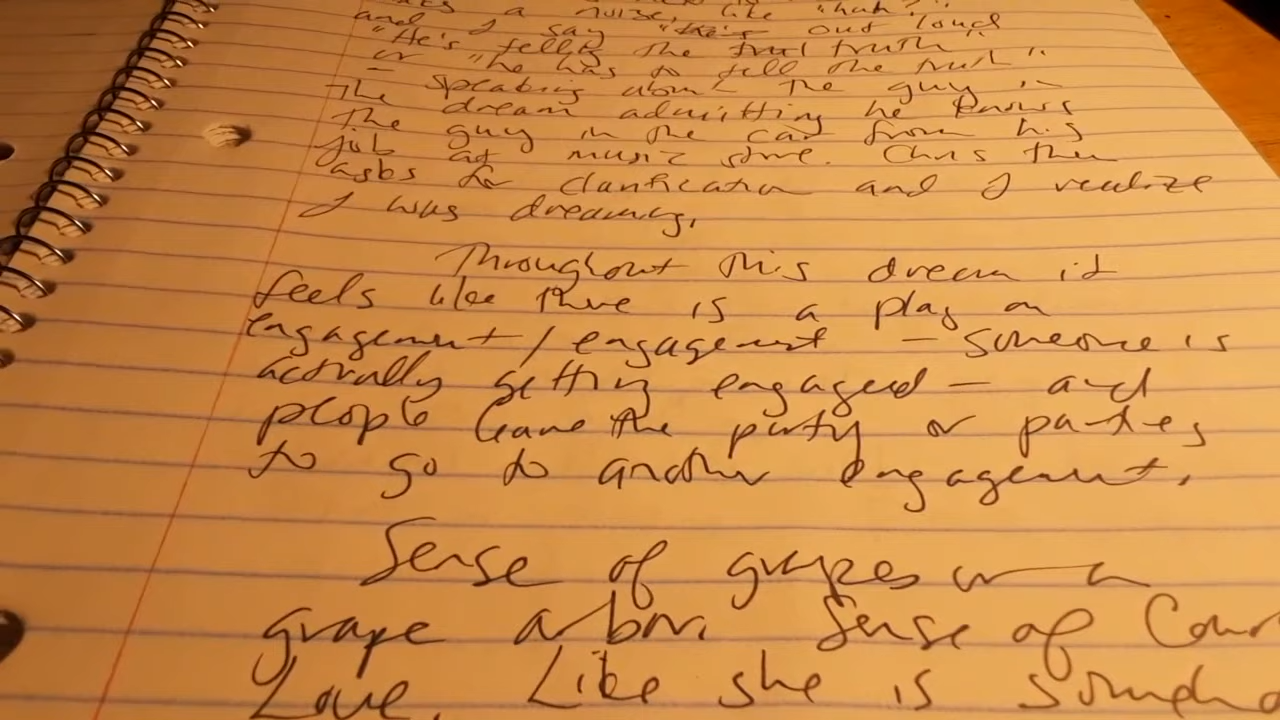 a noise, like "huh"
and I say out loud
"He's telling the truth"
or "he has to tell the truth"
— speaking about the guy in
the dream admitting he knows
the guy in the car from his
job at music store. Chris then
asks for clarification and I realize
I was dreaming.
Throughout this dream it
feels like there is a play on
engagement/engagement — someone is
actually getting engaged — and
people leave the party or parties
to go to another engagement.
Sense of grapes or a
grape arbor. Sense of
Love. Like she is